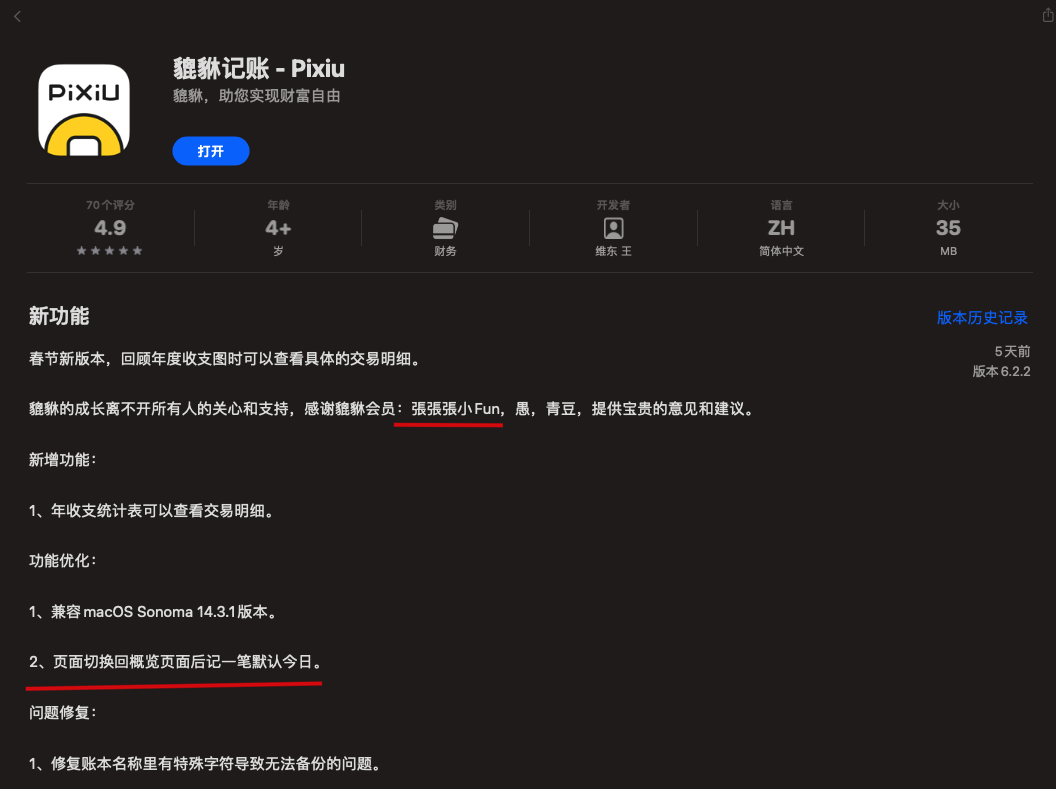 貔貅记账 - Pixiu
PiXiU
貔貅，助您实现财富自由
打开
70个评分
4.9
★★★★★
年龄
4+
岁
类别
财务
开发者
维东 王
语言
ZH
简体中文
大小
35
MB
新功能
版本历史记录
春节新版本，回顾年度收支图时可以查看具体的交易明细。
5天前
版本 6.2.2
貔貅的成长离不开所有人的关心和支持，感谢貔貅会员：張張張小Fun，愚，青豆，提供宝贵的意见和建议。
新增功能：
1、年收支统计表可以查看交易明细。
功能优化：
1、兼容 macOS Sonoma 14.3.1版本。
2、页面切换回概览页面后记一笔默认今日。
问题修复：
1、修复账本名称里有特殊字符导致无法备份的问题。